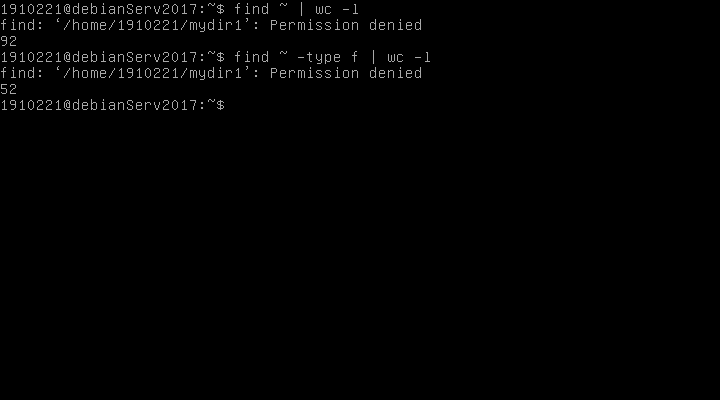 1910221@debianServ2017:~$ find ~ | wc -l
find: ‘/home/1910221/mydir1’: Permission denied
92
1910221@debianServ2017:~$ find ~ -type f | wc -l
find: ‘/home/1910221/mydir1’: Permission denied
52
1910221@debianServ2017:~$